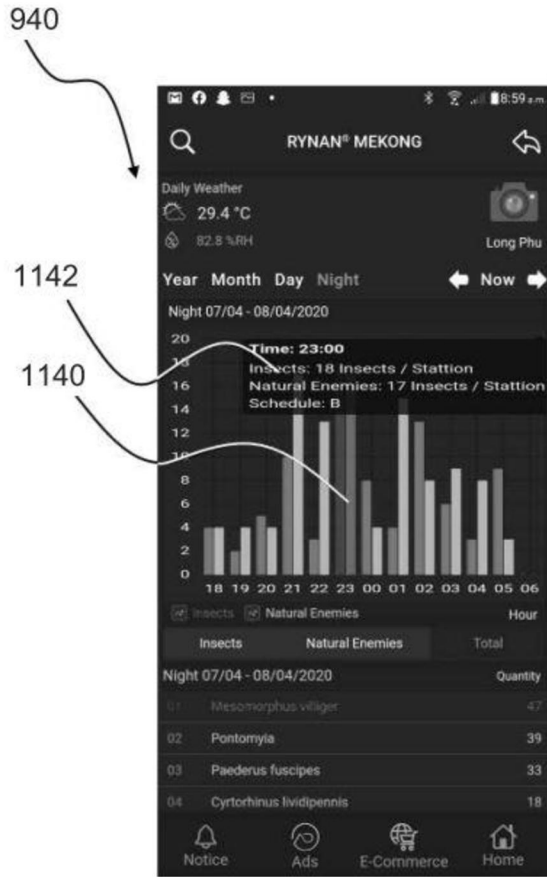 940
8:59 a.m.
RYNAN® MEKONG
Daily Weather
29.4 °C
82.8 %RH
Long Phu
1142
Year Month Day Night
Now
Night 07/04 - 08/04/2020
20
18
16
14
12
10
8
6
4
2
0
Time: 23:00
Insects: 18 Insects / Stattion
Natural Enemies: 17 Insects / Stattion
Schedule: B
1140
18 19 20 21 22 23 00 01 02 03 04 05 06
Insects Natural Enemies Hour
Insects Natural Enemies Total
Night 07/04 - 08/04/2020 Quantity
01 Mesomorphus villiger 47
02 Pontomyia 39
03 Paederus fuscipes 33
04 Cyrtorhinus lividipennis 18
Notice Ads E-Commerce Home